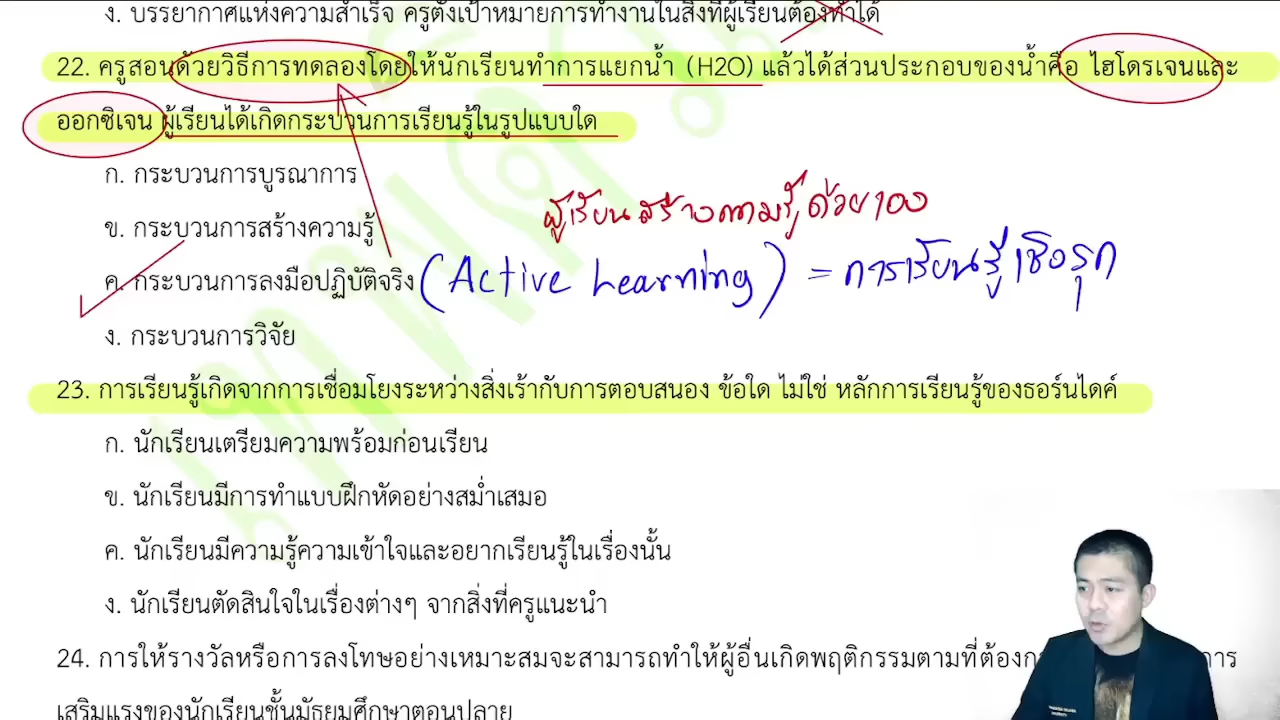 ง. บรรยากาศแห่งความสำเร็จ ครูตั้งเป้าหมายการทำงานในสิ่งที่ผู้เรียนต้องทำได้
22. ครูสอนด้วยวิธีการทดลองโดยให้นักเรียนทำการแยกน้ำ (H2O) แล้วได้ส่วนประกอบของน้ำคือ ไฮโดรเจนและ
ออกซิเจน ผู้เรียนได้เกิดกระบวนการเรียนรู้ในรูปแบบใด
ก. กระบวนการบูรณาการ
ผู้เรียนสร้างความรู้ด้วยเอง
ข. กระบวนการสร้างความรู้
ค. กระบวนการลงมือปฏิบัติจริง (Active Learning) = การเรียนรู้เชิงรุก
ง. กระบวนการวิจัย
23. การเรียนรู้เกิดจากการเชื่อมโยงระหว่างสิ่งเร้ากับการตอบสนอง ข้อใด ไม่ใช่ หลักการเรียนรู้ของธอร์นไดค์
ก. นักเรียนเตรียมความพร้อมก่อนเรียน
ข. นักเรียนมีการทำแบบฝึกหัดอย่างสม่ำเสมอ
ค. นักเรียนมีความรู้ความเข้าใจและอยากเรียนรู้ในเรื่องนั้น
ง. นักเรียนตัดสินใจในเรื่องต่างๆ จากสิ่งที่ครูแนะนำ
24. การให้รางวัลหรือการลงโทษอย่างเหมาะสมจะสามารถทำให้ผู้อื่นเกิดพฤติกรรมตามที่ต้อง การ
เสริมแรงของนักเรียนชั้นมัธยมศึกษาตอนปลาย